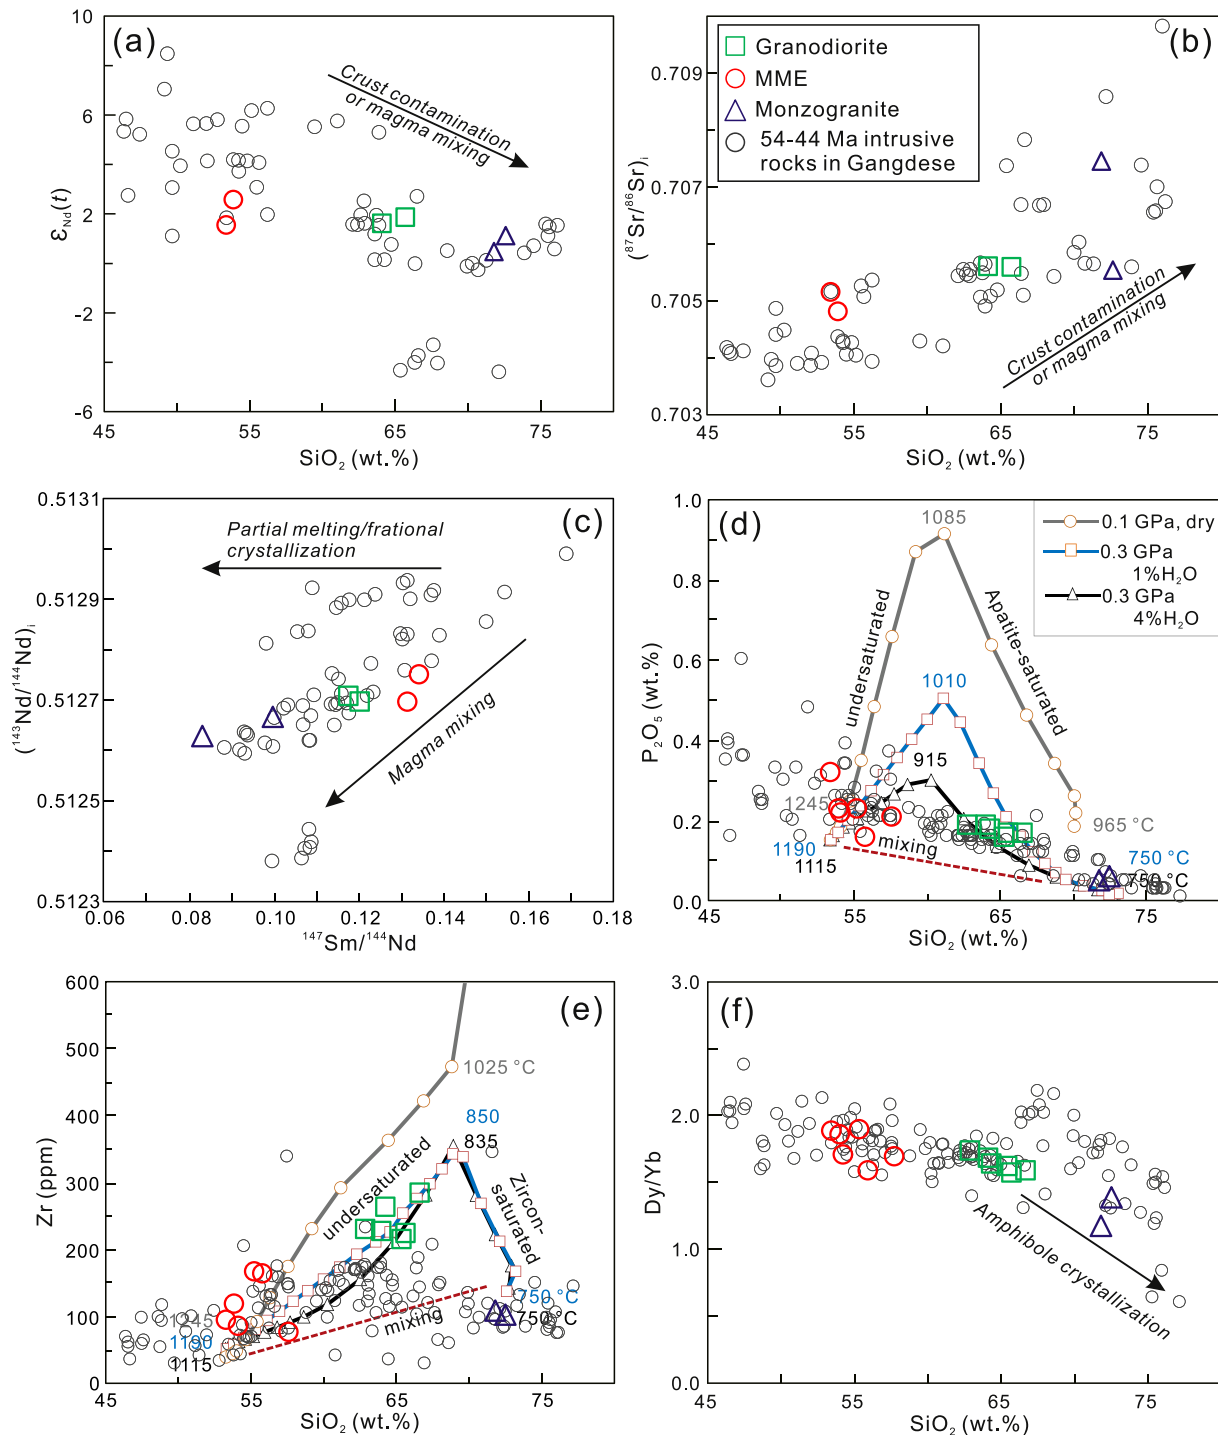 (a)
10
6
2
-2
-6
εNd(t)
Crust contamination
or magma mixing
45
55
65
75
SiO2 (wt.%)
(b)
Granodiorite
MME
Monzogranite
54-44 Ma intrusive
rocks in Gangdese
0.709
0.707
0.705
0.703
(87Sr/86Sr)i
Crust contamination
or magma mixing
45
55
65
75
SiO2 (wt.%)
(c)
0.5131
0.5129
0.5127
0.5125
0.5123
(143Nd/144Nd)i
Partial melting/frational
crystallization
Magma mixing
0.06
0.08
0.10
0.12
0.14
0.16
0.18
147Sm/144Nd
(d)
1.0
0.8
0.6
0.4
0.2
0.0
P2O5 (wt.%)
0.1 GPa, dry
0.3 GPa
1%H2O
0.3 GPa
4%H2O
1085
undersaturated
Apatite-saturated
1010
915
1245
1190
1115
mixing
965 °C
750 °C
750 °C
45
55
65
75
SiO2 (wt.%)
(e)
600
500
400
300
200
100
0
Zr (ppm)
1025 °C
850
835
undersaturated
Zircon-
saturated
1245
1190
1115
mixing
750 °C
750 °C
45
55
65
75
SiO2 (wt.%)
(f)
3.0
2.0
1.0
0.0
Dy/Yb
Amphibole crystallization
45
55
65
75
SiO2 (wt.%)